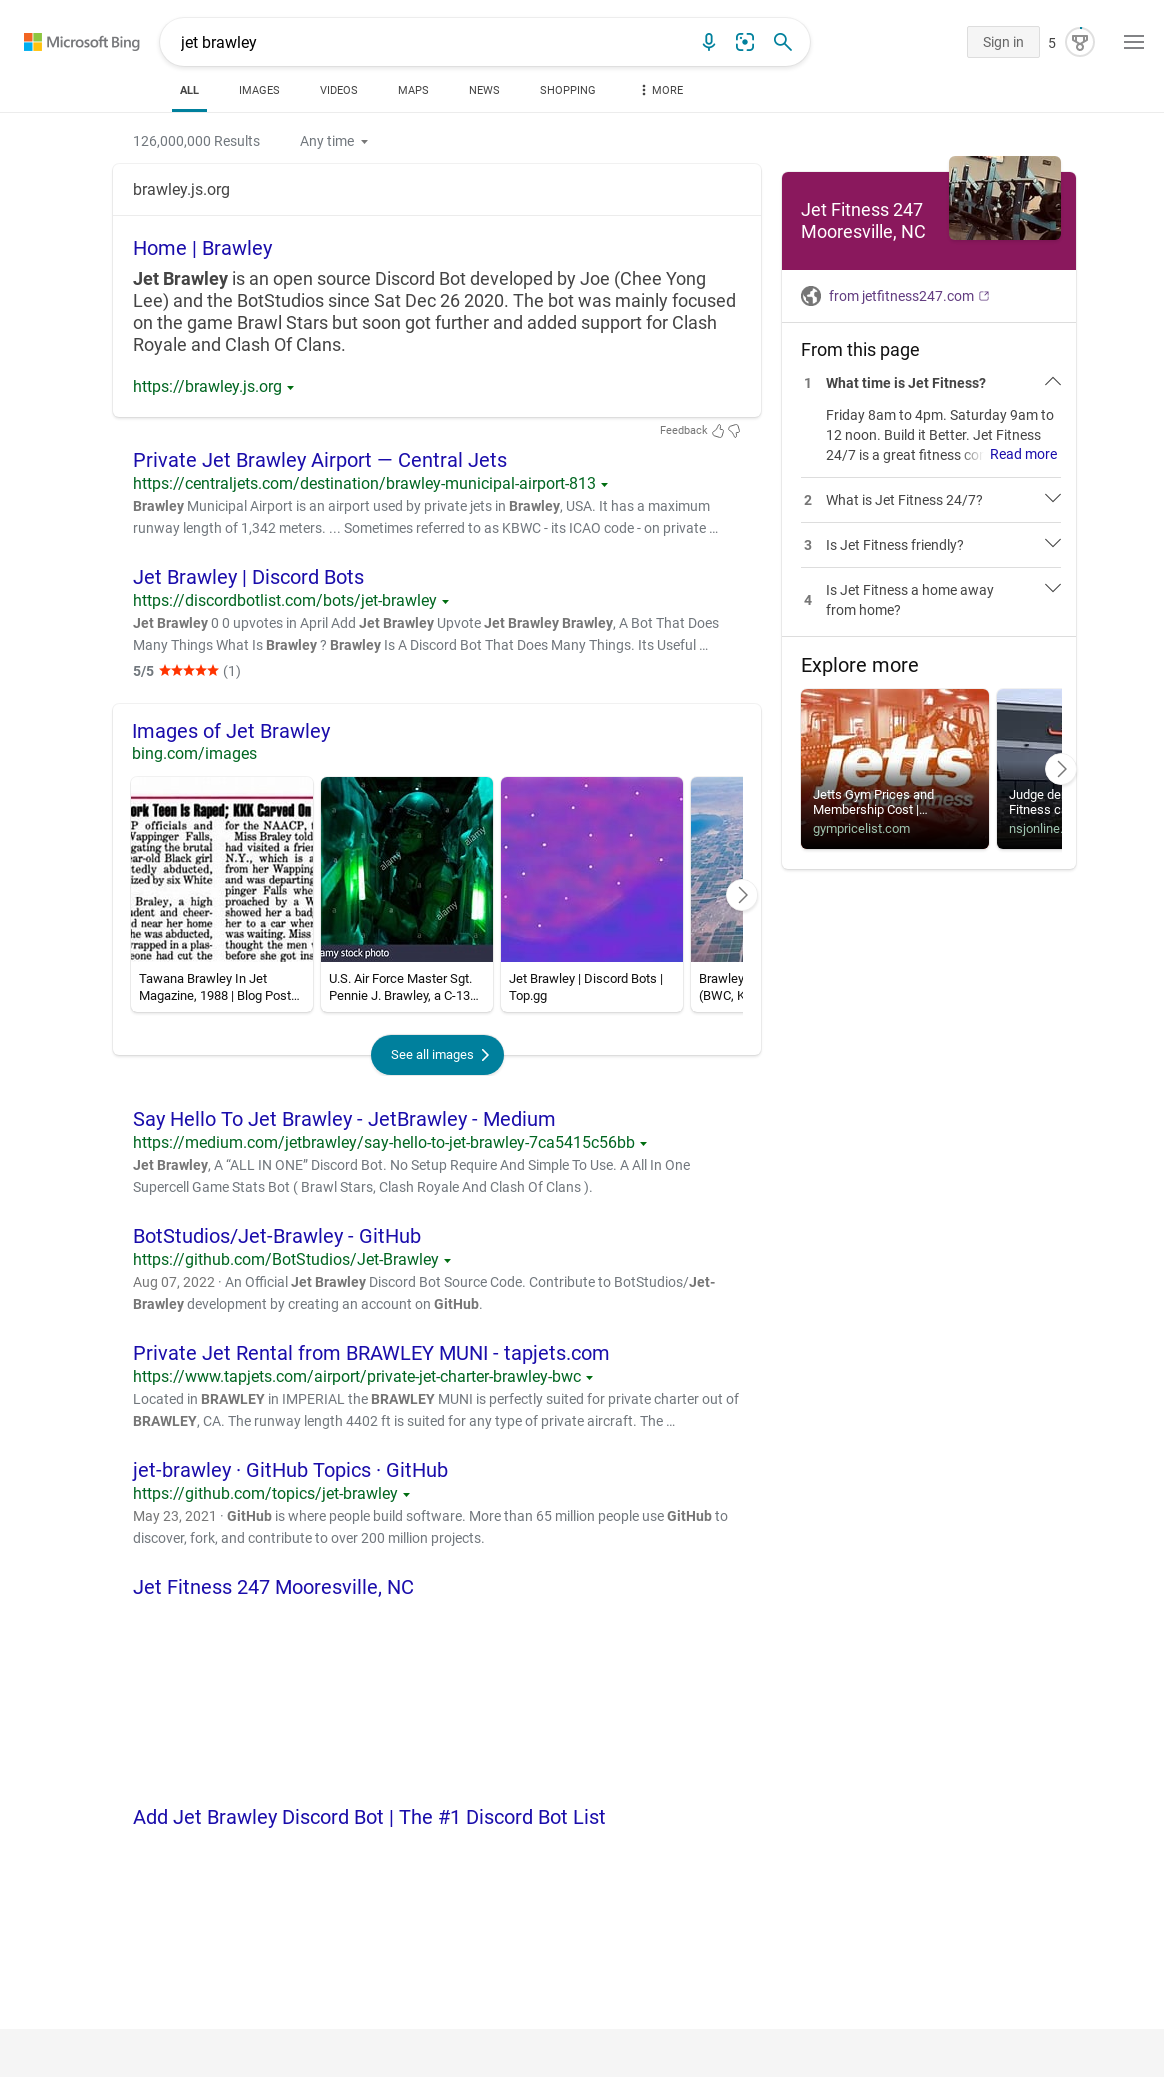 Microsoft Bing
jet brawley
Sign in
5
ALL
IMAGES
VIDEOS
MAPS
NEWS
SHOPPING
MORE
126,000,000 Results
Any time
brawley.js.org
Home | Brawley
Jet Brawley is an open source Discord Bot developed by Joe (Chee Yong
Lee) and the BotStudios since Sat Dec 26 2020. The bot was mainly focused
on the game Brawl Stars but soon got further and added support for Clash
Royale and Clash Of Clans.
https://brawley.js.org
Feedback
Private Jet Brawley Airport — Central Jets
https://centraljets.com/destination/brawley-municipal-airport-813
Brawley Municipal Airport is an airport used by private jets in Brawley, USA. It has a maximum
runway length of 1,342 meters. ... Sometimes referred to as KBWC - its ICAO code - on private …
Jet Brawley | Discord Bots
https://discordbotlist.com/bots/jet-brawley
Jet Brawley 0 0 upvotes in April Add Jet Brawley Upvote Jet Brawley Brawley, A Bot That Does
Many Things What Is Brawley ? Brawley Is A Discord Bot That Does Many Things. Its Useful …
5/5
(1)
Images of Jet Brawley
bing.com/images
ork Teen Is Raped; KKK Carved On
P officials and
Wappinger Falls,
gating the brutal
ear-old Black girl
tedly abducted,
ized by six White
Braley, a high
dent and cheer-
d near her home
he was abducted,
vrapped in a plas-
eone had cut the
for the NAACP, t
Miss Braley told
had visited a frie
N.Y., which is a
from her Wapping
and was departin
pinger Falls whe
proached by a W
showed her a bad
her to a car when
was waiting. Miss
thought the men w
before she got ins
alamy
alamy
alamy
a
a
a
a
amy stock photo
Tawana Brawley In Jet
Magazine, 1988 | Blog Post...
U.S. Air Force Master Sgt.
Pennie J. Brawley, a C-13...
Jet Brawley | Discord Bots |
Top.gg
Brawley
(BWC, K
See all images
Say Hello To Jet Brawley - JetBrawley - Medium
https://medium.com/jetbrawley/say-hello-to-jet-brawley-7ca5415c56bb
Jet Brawley, A “ALL IN ONE” Discord Bot. No Setup Require And Simple To Use. A All In One
Supercell Game Stats Bot ( Brawl Stars, Clash Royale And Clash Of Clans ).
BotStudios/Jet-Brawley - GitHub
https://github.com/BotStudios/Jet-Brawley
Aug 07, 2022 · An Official Jet Brawley Discord Bot Source Code. Contribute to BotStudios/Jet-
Brawley development by creating an account on GitHub.
Private Jet Rental from BRAWLEY MUNI - tapjets.com
https://www.tapjets.com/airport/private-jet-charter-brawley-bwc
Located in BRAWLEY in IMPERIAL the BRAWLEY MUNI is perfectly suited for private charter out of
BRAWLEY, CA. The runway length 4402 ft is suited for any type of private aircraft. The …
jet-brawley · GitHub Topics · GitHub
https://github.com/topics/jet-brawley
May 23, 2021 · GitHub is where people build software. More than 65 million people use GitHub to
discover, fork, and contribute to over 200 million projects.
Jet Fitness 247 Mooresville, NC
Add Jet Brawley Discord Bot | The #1 Discord Bot List
Jet Fitness 247
Mooresville, NC
from jetfitness247.com
From this page
1
What time is Jet Fitness?
Friday 8am to 4pm. Saturday 9am to
12 noon. Build it Better. Jet Fitness
24/7 is a great fitness co
Read more
2
What is Jet Fitness 24/7?
3
Is Jet Fitness friendly?
4
Is Jet Fitness a home away
from home?
Explore more
jetts
fitness
Jetts Gym Prices and
Membership Cost |...
gympricelist.com
Judge de
Fitness c
nsjonline.